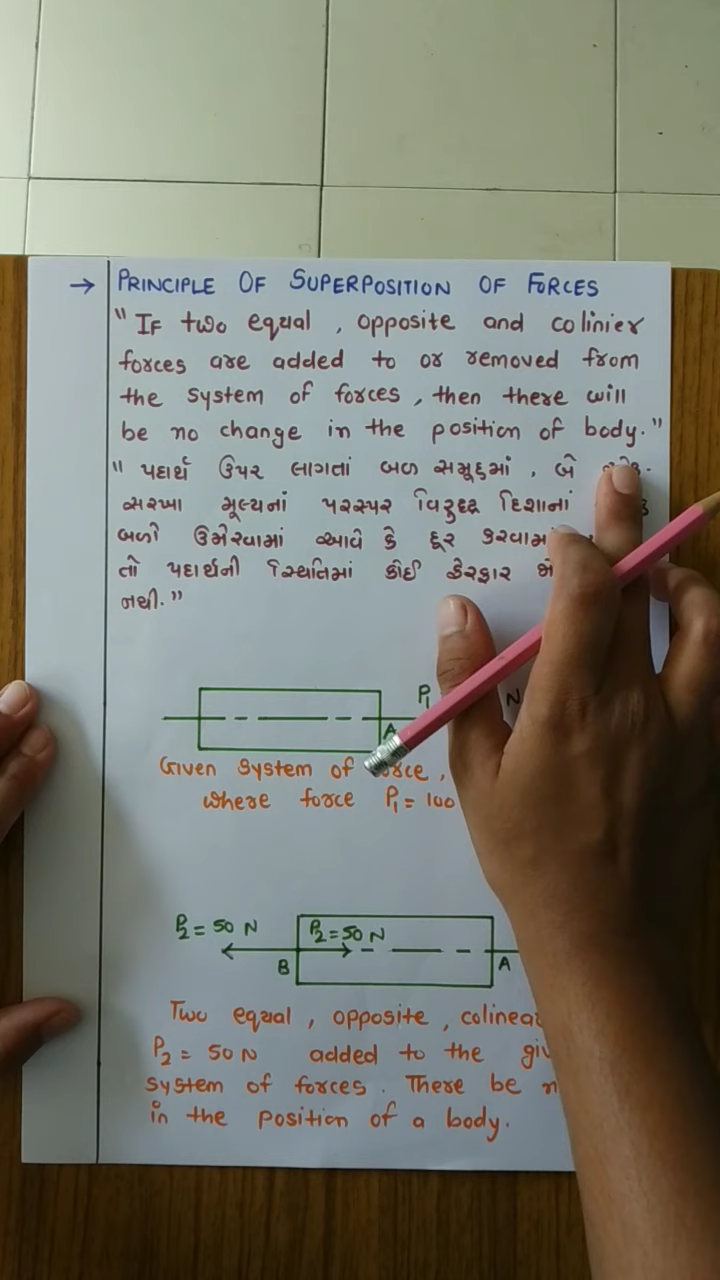 → PRINCIPLE OF SUPERPOSITION OF FORCES
" IF two equal , opposite and colinier
forces are added to or removed from
the system of forces , then there will
be no change in the position of body. "
" પદાર્થ ઉપર લાગતાં બળ સમૂહમાં , બે
સરખા મૂલ્યનાં પરસ્પર વિરુદ્ધ દિશાનાં
બળો ઉમેરવામાં આવે કે દૂર કરવામાં
તો પદાર્થની સ્થિતિમાં કોઈ ફેરફાર
નથી. "
P₁ N
A
Given system of force ,
where force P₁ = 100
P₂ = 50 N P₂ = 50 N
B A
Two equal , opposite , colinear
P₂ = 50 N added to the
system of forces . There be
in the position of a body.